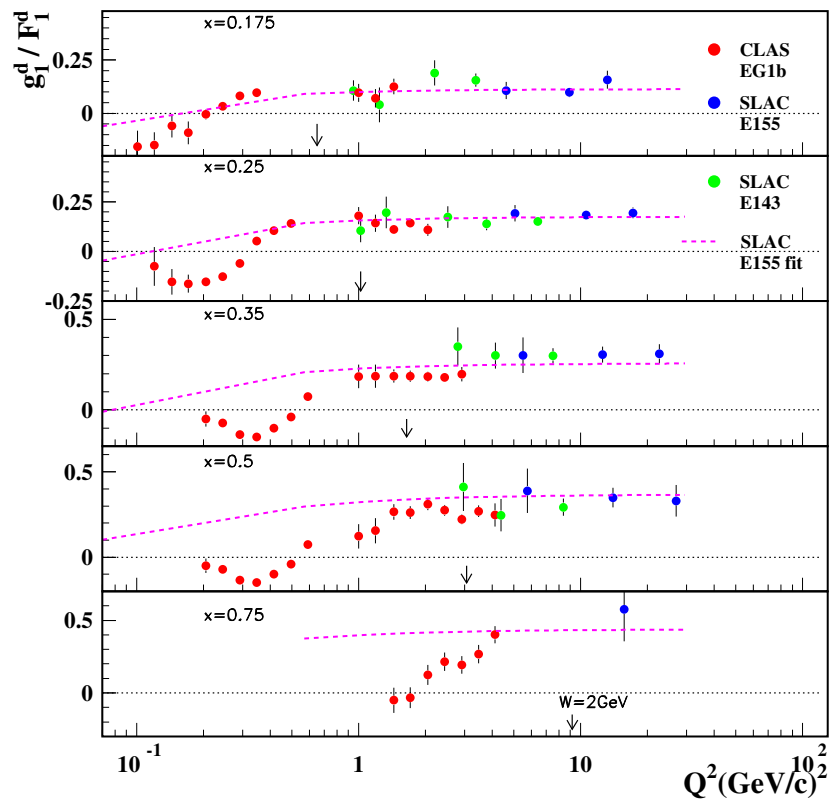 g₁ᵈ / F₁ᵈ
x=0.175
0.25
0
CLAS
EG1b
SLAC
E155
x=0.25
0.25
0
-0.25
SLAC
E143
SLAC
E155 fit
x=0.35
0.5
0
x=0.5
0.5
0
x=0.75
0.5
0
W=2GeV
10⁻¹ 1 10 10² 10²
Q²(GeV/c)²